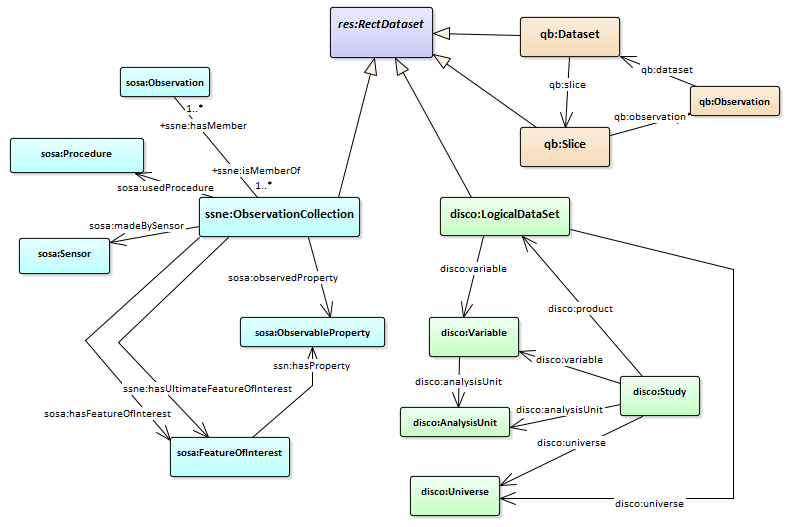 res:RectDataset
qb:Dataset
qb:dataset
qb:slice
qb:Observation
qb:observation
qb:Slice
sosa:Observation
1..*
+ssne:hasMember
sosa:Procedure
+ssne:isMemberOf
1..*
sosa:usedProcedure
ssne:ObservationCollection
disco:LogicalDataSet
sosa:madeBySensor
sosa:Sensor
sosa:observedProperty
disco:variable
disco:product
sosa:ObservableProperty
disco:Variable
disco:variable
ssn:hasProperty
disco:analysisUnit
ssne:hasUltimateFeatureOfInterest
disco:Study
sosa:hasFeatureOfInterest
disco:AnalysisUnit
disco:analysisUnit
disco:universe
sosa:FeatureOfInterest
disco:Universe
disco:universe